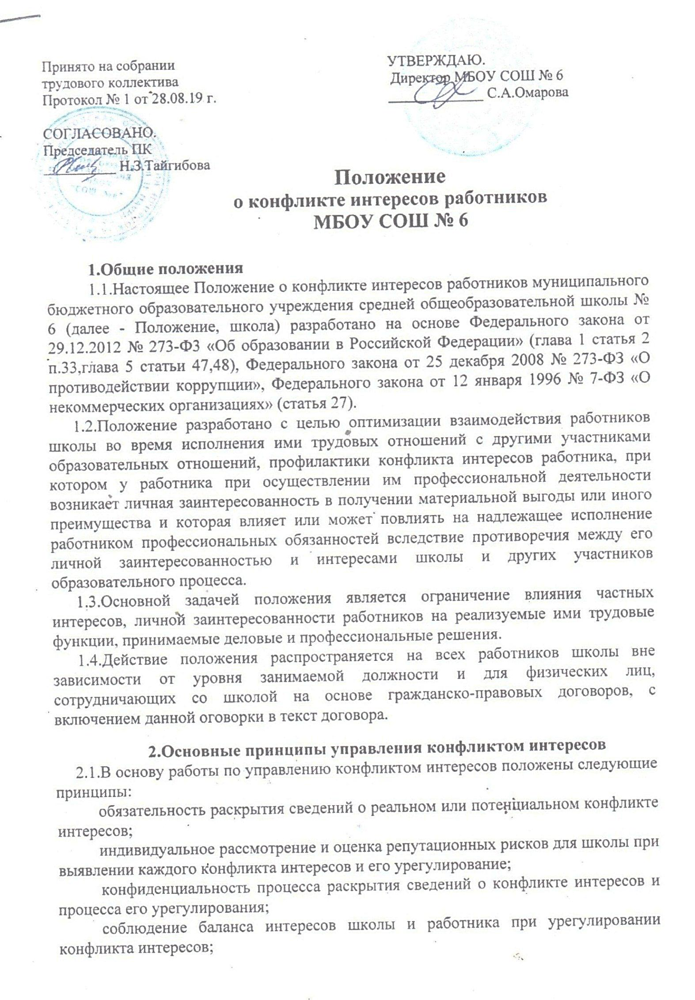 Принято на собрании
трудового коллектива
Протокол № 1 от 28.08.19 г.
УТВЕРЖДАЮ.
Директор МБОУ СОШ № 6
С.А.Омарова
СОГЛАСОВАНО.
Председатель ПК
Н.З.Тайгибова
Положение
о конфликте интересов работников
МБОУ СОШ № 6
1.Общие положения
1.1.Настоящее Положение о конфликте интересов работников муниципального
бюджетного образовательного учреждения средней общеобразовательной школы №
6 (далее - Положение, школа) разработано на основе Федерального закона от
29.12.2012 № 273-ФЗ «Об образовании в Российской Федерации» (глава 1 статья 2
п.33,глава 5 статьи 47,48), Федерального закона от 25 декабря 2008 № 273-ФЗ «О
противодействии коррупции», Федерального закона от 12 января 1996 № 7-ФЗ «О
некоммерческих организациях» (статья 27).
1.2.Положение разработано с целью оптимизации взаимодействия работников
школы во время исполнения ими трудовых отношений с другими участниками
образовательных отношений, профилактики конфликта интересов работника, при
котором у работника при осуществлении им профессиональной деятельности
возникает личная заинтересованность в получении материальной выгоды или иного
преимущества и которая влияет или может повлиять на надлежащее исполнение
работником профессиональных обязанностей вследствие противоречия между его
личной заинтересованностью и интересами школы и других участников
образовательного процесса.
1.3.Основной задачей положения является ограничение влияния частных
интересов, личной заинтересованности работников на реализуемые ими трудовые
функции, принимаемые деловые и профессиональные решения.
1.4.Действие положения распространяется на всех работников школы вне
зависимости от уровня занимаемой должности и для физических лиц,
сотрудничающих со школой на основе гражданско-правовых договоров, с
включением данной оговорки в текст договора.
2.Основные принципы управления конфликтом интересов
2.1.В основу работы по управлению конфликтом интересов положены следующие
принципы:
обязательность раскрытия сведений о реальном или потенциальном конфликте
интересов;
индивидуальное рассмотрение и оценка репутационных рисков для школы при
выявлении каждого конфликта интересов и его урегулирование;
конфиденциальность процесса раскрытия сведений о конфликте интересов и
процесса его урегулирования;
соблюдение баланса интересов школы и работника при урегулировании
конфликта интересов;